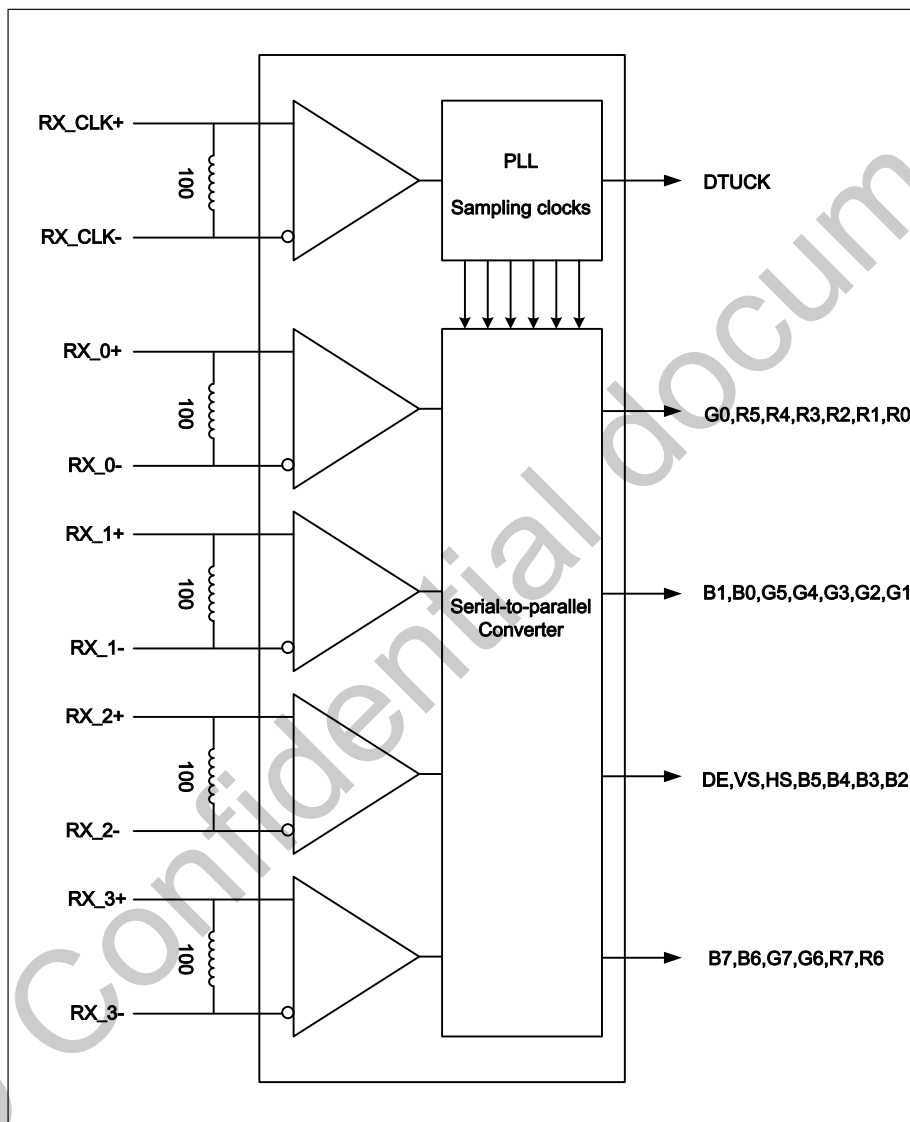 RX_CLK+
100
RX_CLK-
PLL
Sampling clocks
DTUCK
RX_0+
100
RX_0-
G0,R5,R4,R3,R2,R1,R0
RX_1+
100
RX_1-
Serial-to-parallel
Converter
B1,B0,G5,G4,G3,G2,G1
RX_2+
100
RX_2-
DE,VS,HS,B5,B4,B3,B2
RX_3+
100
RX_3-
B7,B6,G7,G6,R7,R6
Confidential docum